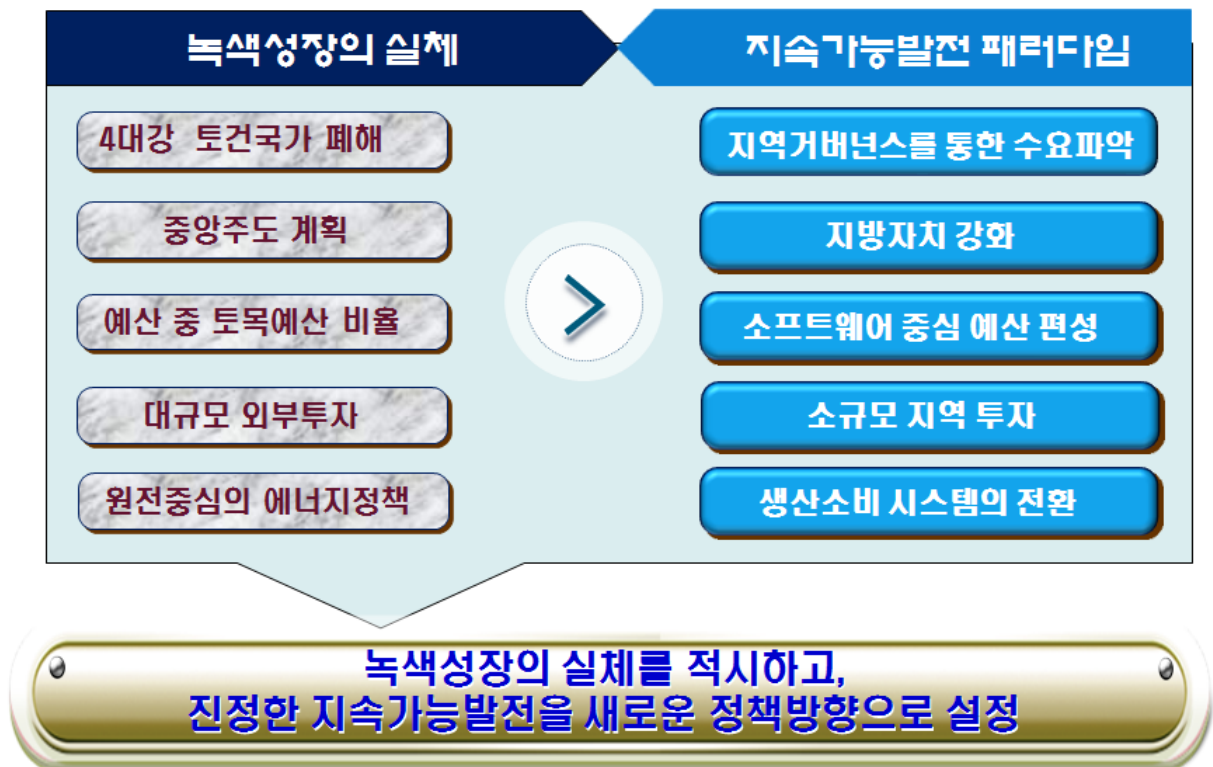 녹색성장의 실체
지속가능발전 패러다임
4대강 토건국가 폐해
지역거버넌스를 통한 수요파악
중앙주도 계획
지방자치 강화
예산 중 토목예산 비율
소프트웨어 중심 예산 편성
대규모 외부투자
소규모 지역 투자
원전중심의 에너지정책
생산소비 시스템의 전환
녹색성장의 실체를 적시하고,
진정한 지속가능발전을 새로운 정책방향으로 설정